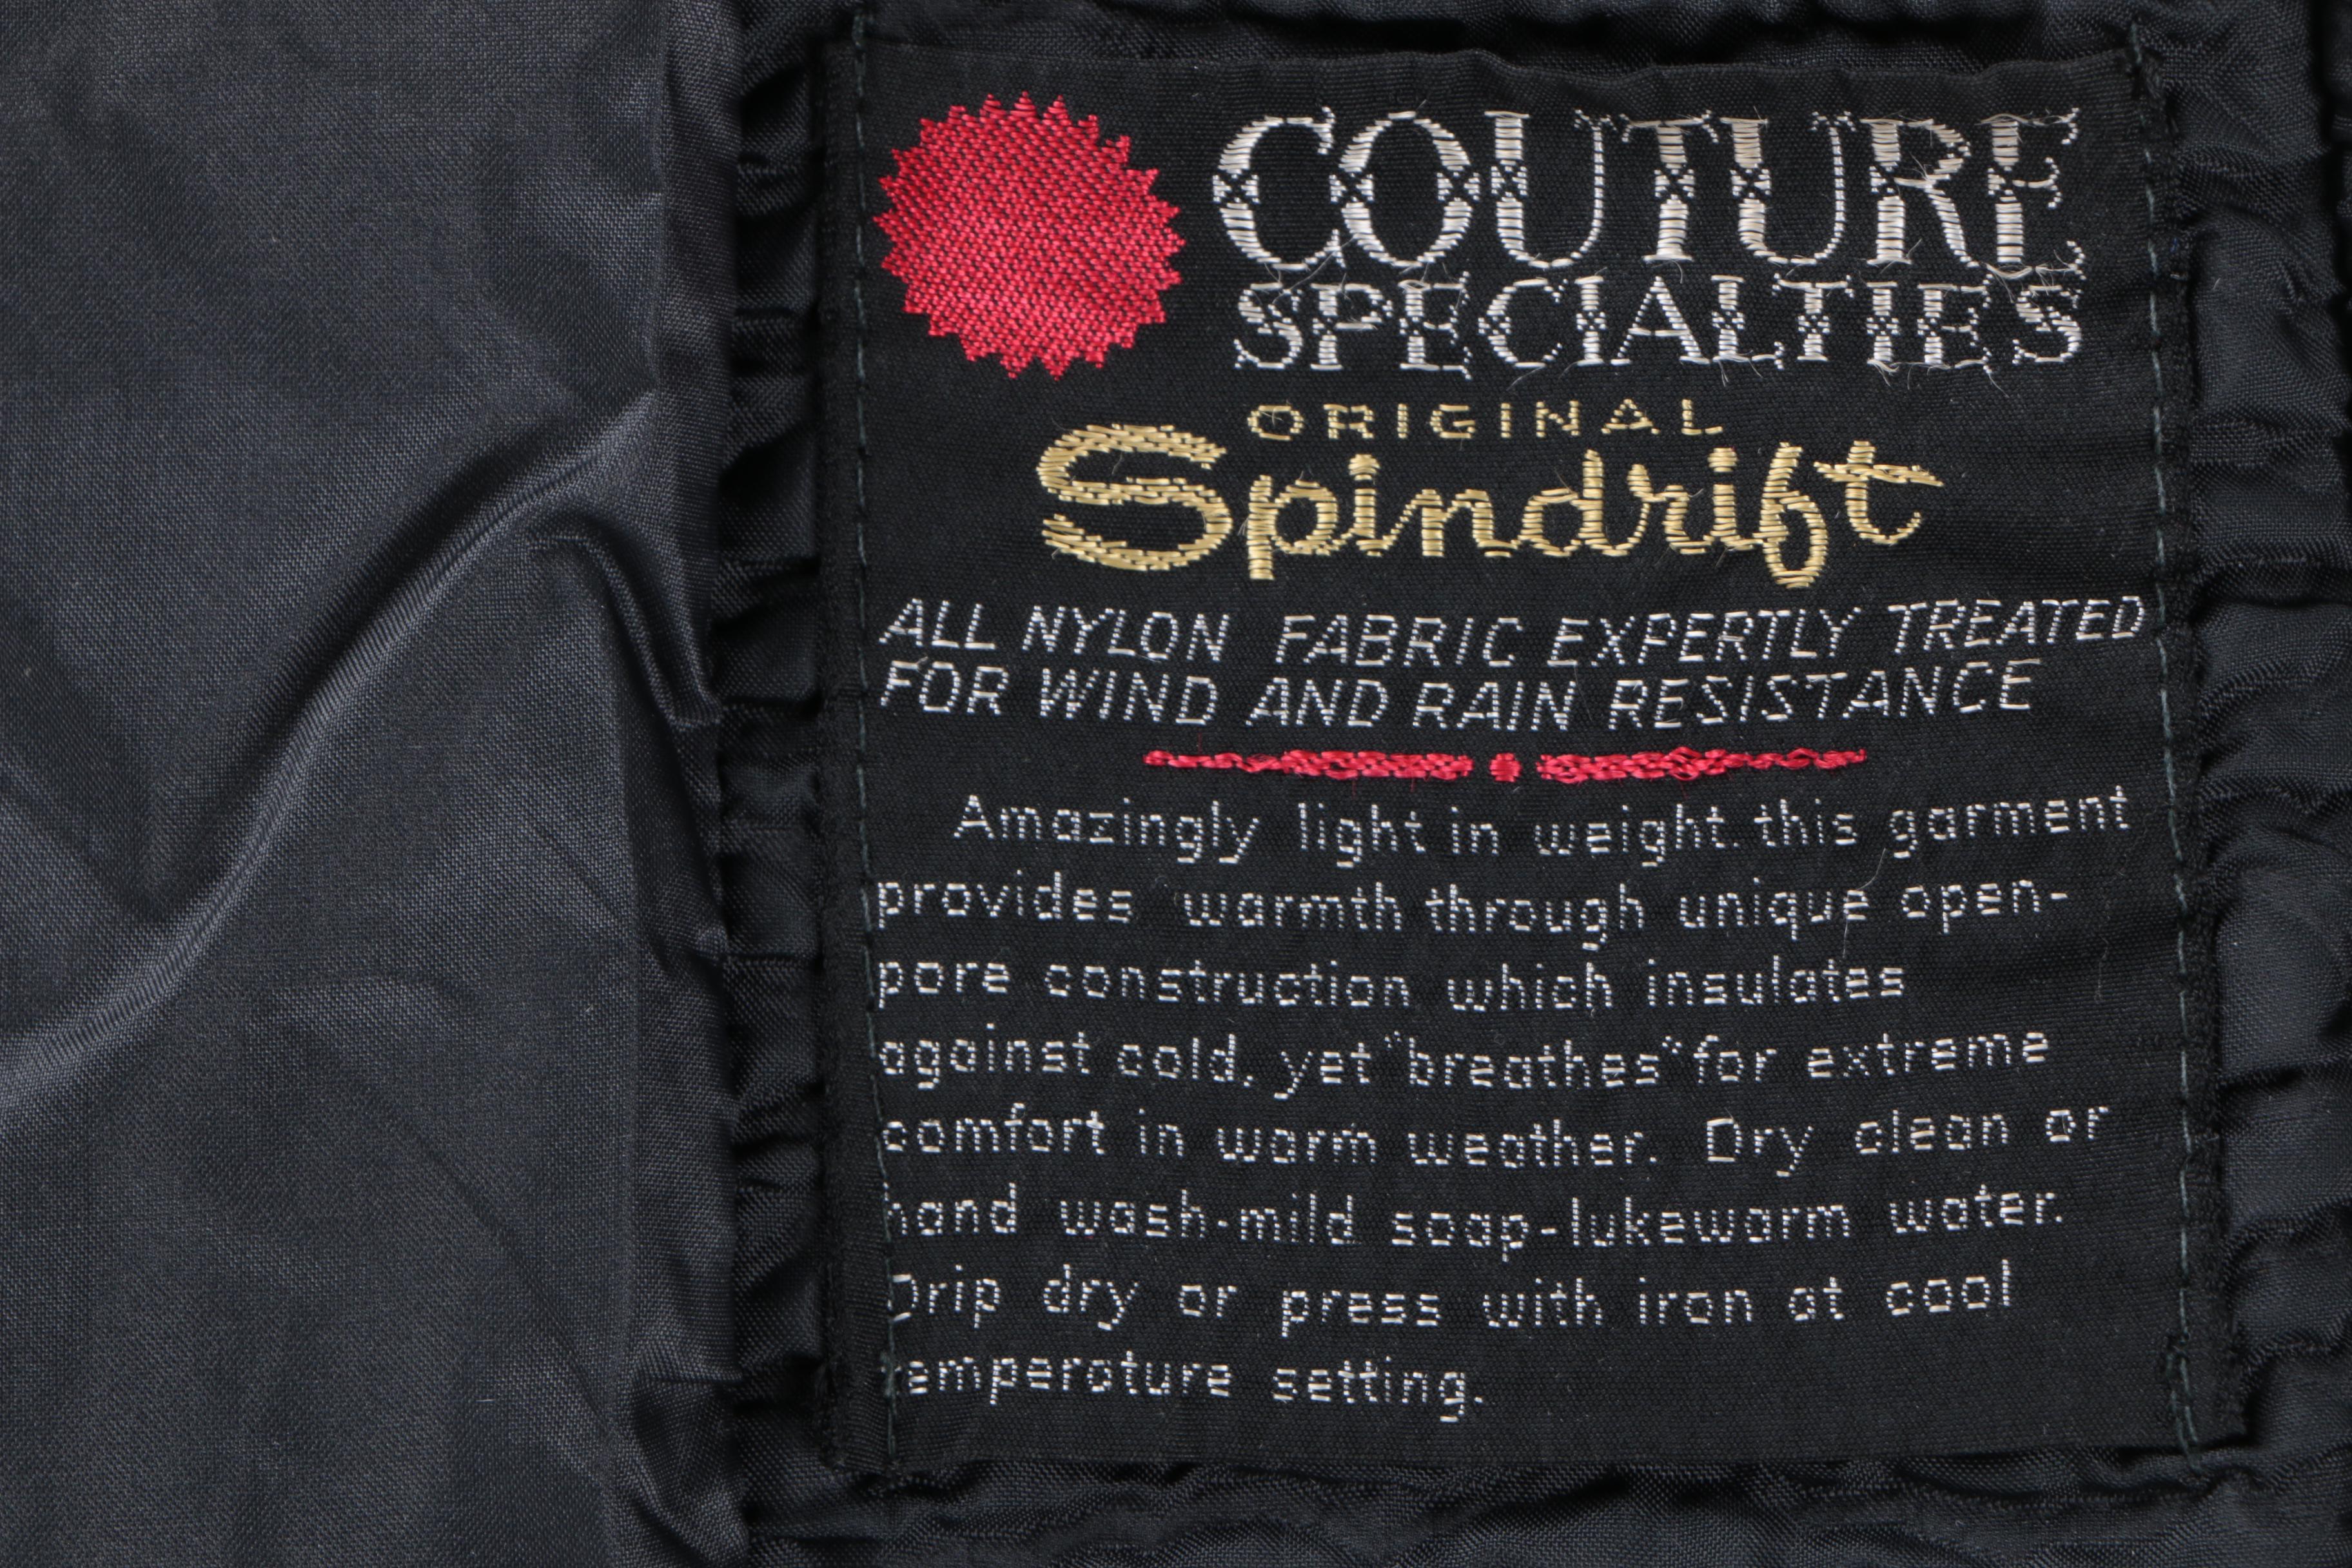 COUTURE
SPECIALTIES
ORIGINAL
Spindrift
ALL NYLON FABRIC EXPERTLY TREATED
FOR WIND AND RAIN RESISTANCE
Amazingly light in weight. this garment
provides warmth through unique open-
pore construction which insulates
against cold, yet "breathes" for extreme
comfort in warm weather. Dry clean or
hand wash-mild soap-lukewarm water.
Drip dry or press with iron at cool
temperature setting.